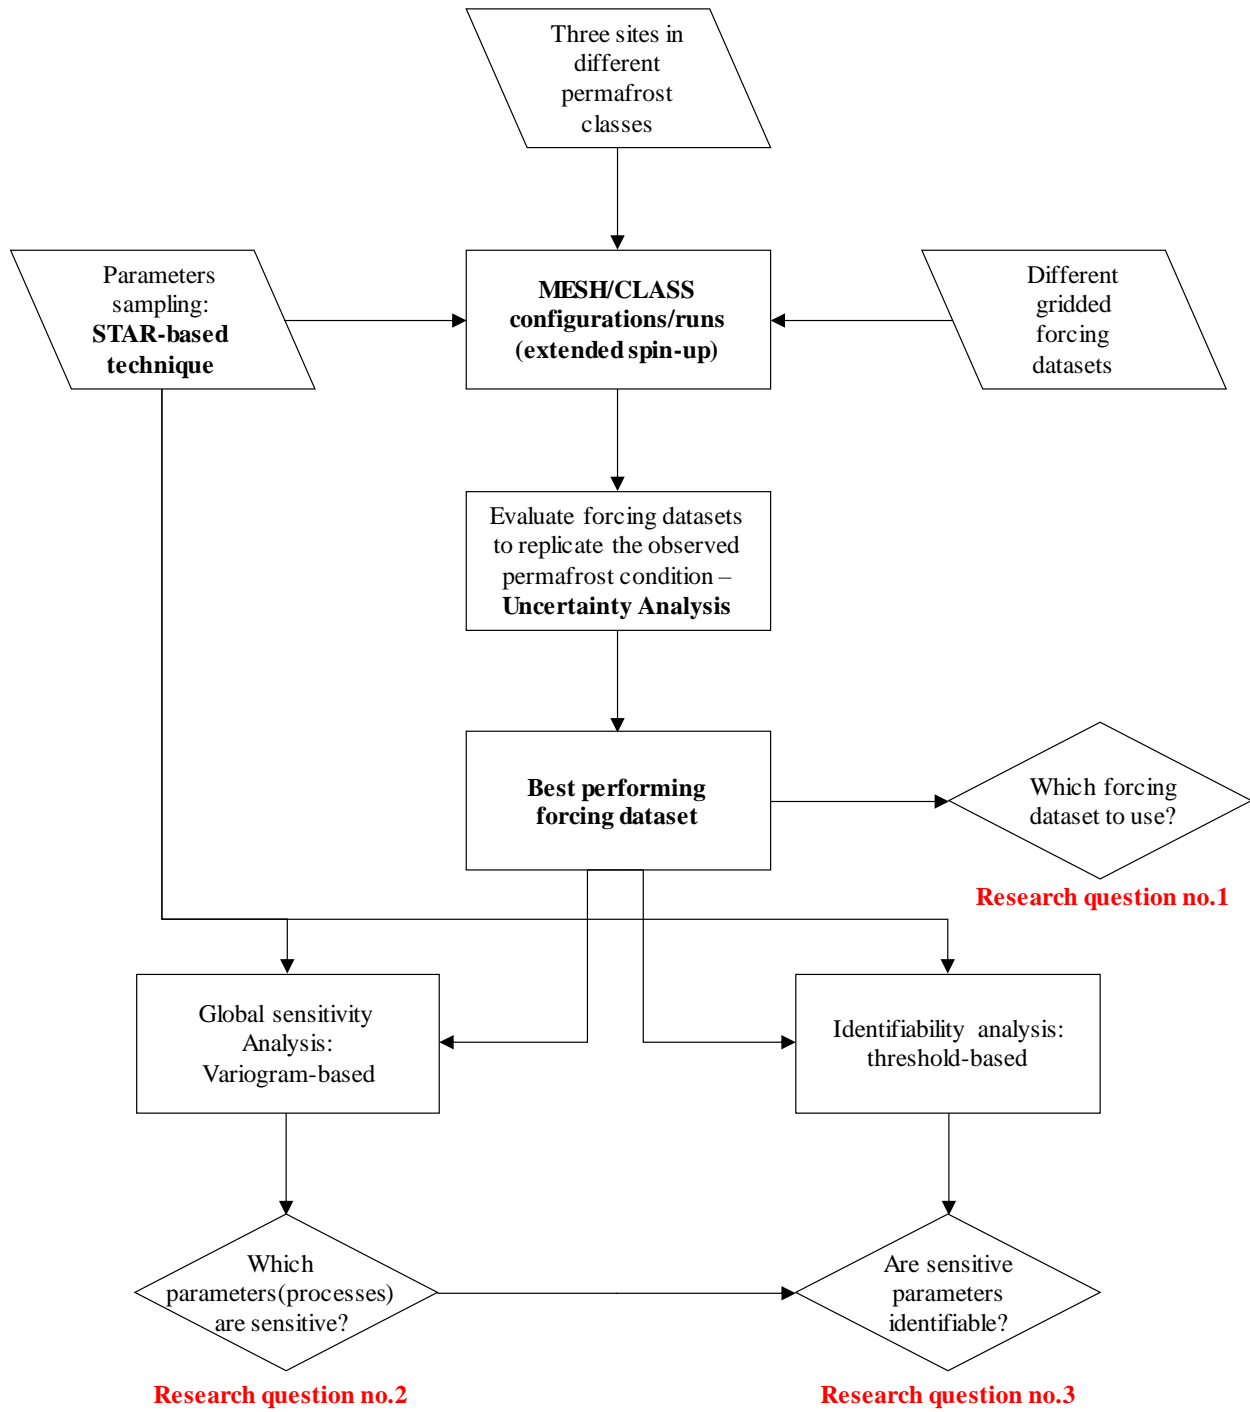 Three sites in
different
permafrost
classes
Parameters
sampling:
STAR-based
technique
MESH/CLASS
configurations/runs
(extended spin-up)
Different
gridded
forcing
datasets
Evaluate forcing datasets
to replicate the observed
permafrost condition –
Uncertainty Analysis
Best performing
forcing dataset
Which forcing
dataset to use?
Research question no.1
Global sensitivity
Analysis:
Variogram-based
Identifiability analysis:
threshold-based
Which
parameters(processes)
are sensitive?
Are sensitive
parameters
identifiable?
Research question no.2
Research question no.3